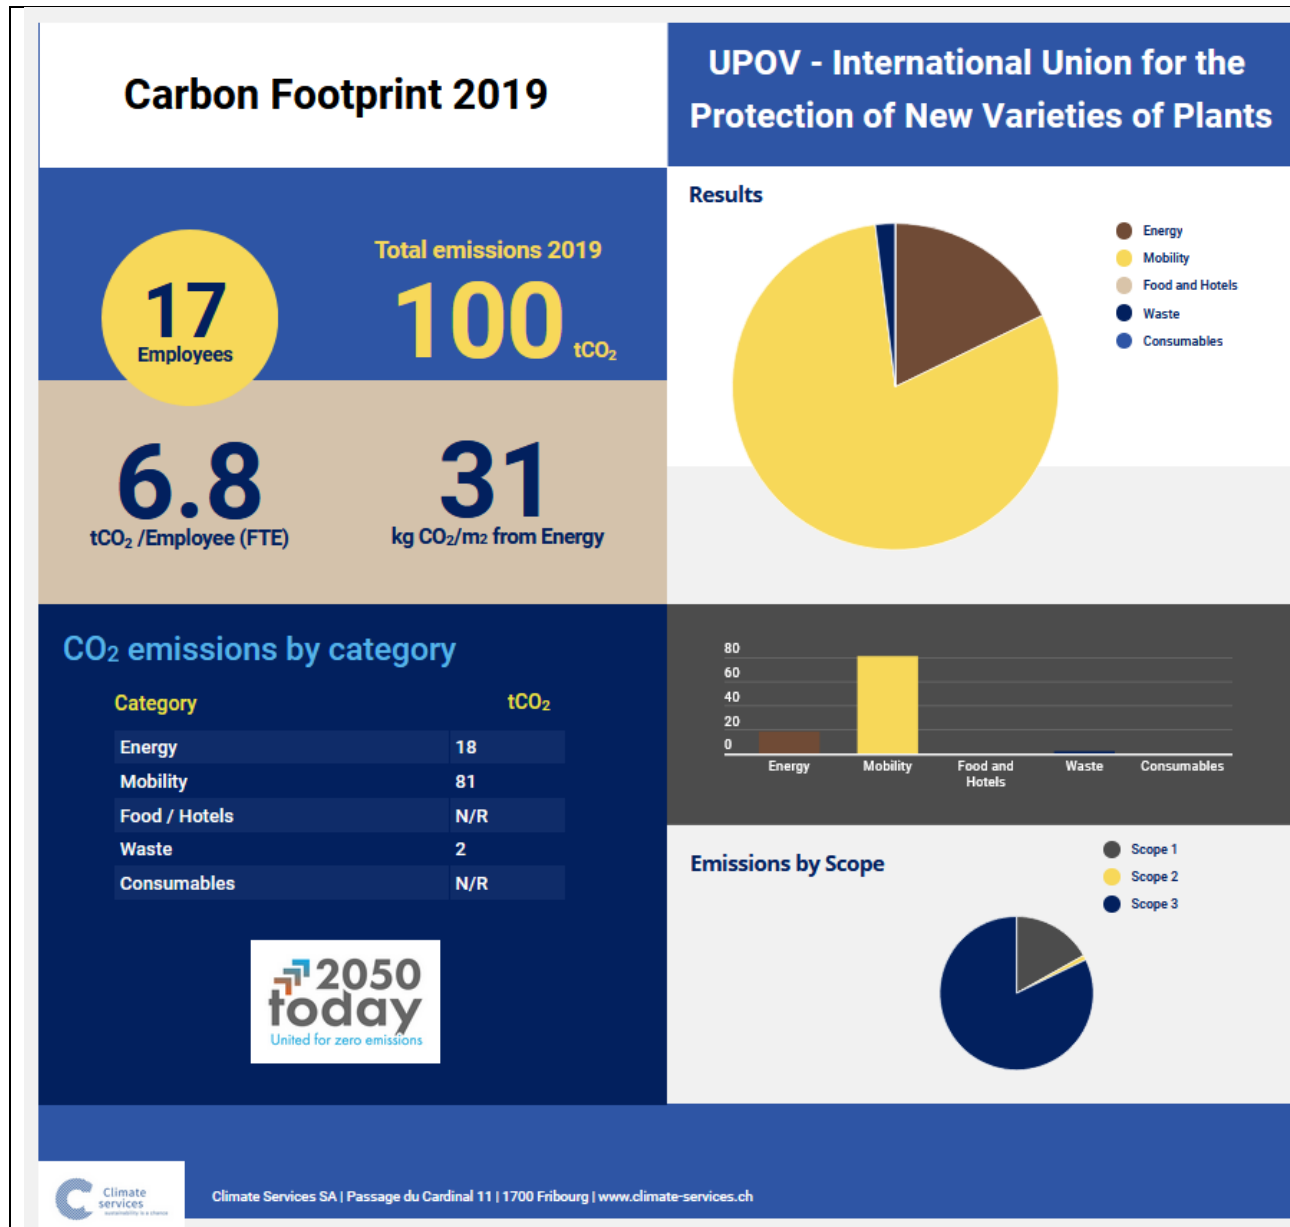 Carbon Footprint 2019
UPOV - International Union for the
Protection of New Varieties of Plants
17
Employees
Total emissions 2019
100 tCO₂
6.8
tCO₂ /Employee (FTE)
31
kg CO₂/m2 from Energy
Results
Energy
Mobility
Food and Hotels
Waste
Consumables
CO₂ emissions by category
Category tCO₂
Energy 18
Mobility 81
Food / Hotels N/R
Waste 2
Consumables N/R
2050
today
United for zero emissions
80
60
40
20
0
Energy Mobility Food and Waste Consumables
Hotels
Emissions by Scope
Scope 1
Scope 2
Scope 3
Climate
services
sustainability is a chance
Climate Services SA | Passage du Cardinal 11 | 1700 Fribourg | www.climate-services.ch